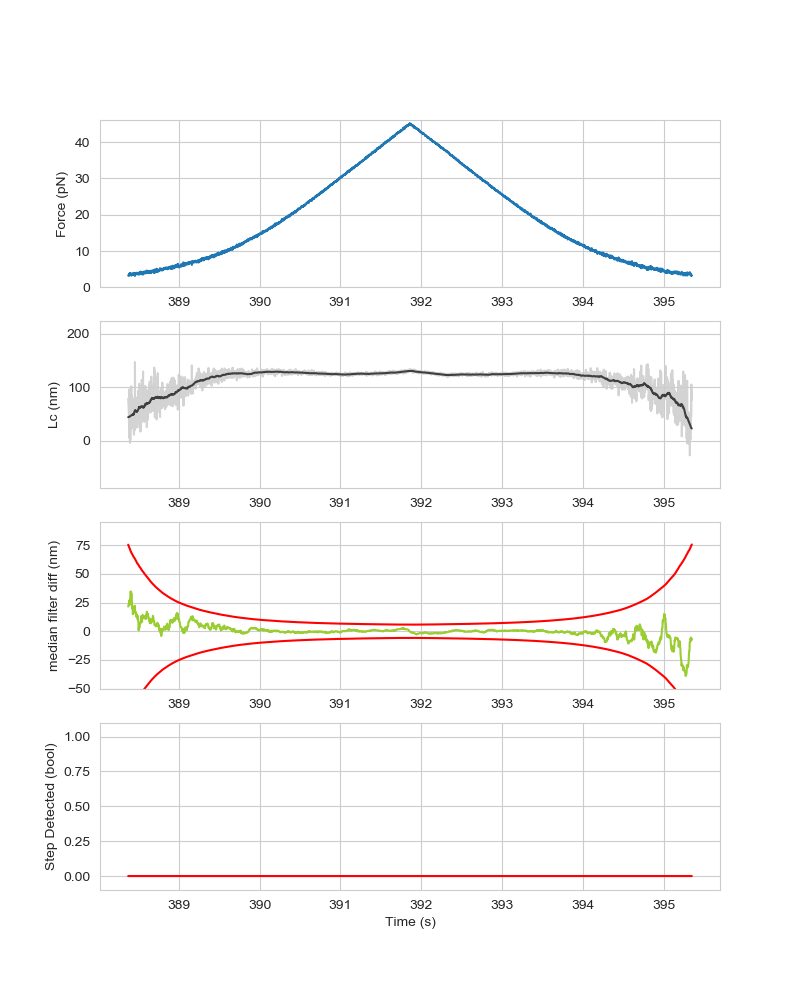 Force (pN)
40
30
20
10
0
389 390 391 392 393 394 395
Lc (nm)
200
100
0
389 390 391 392 393 394 395
median filter diff (nm)
75
50
25
0
−25
−50
389 390 391 392 393 394 395
Step Detected (bool)
1.00
0.75
0.50
0.25
0.00
389 390 391 392 393 394 395
Time (s)